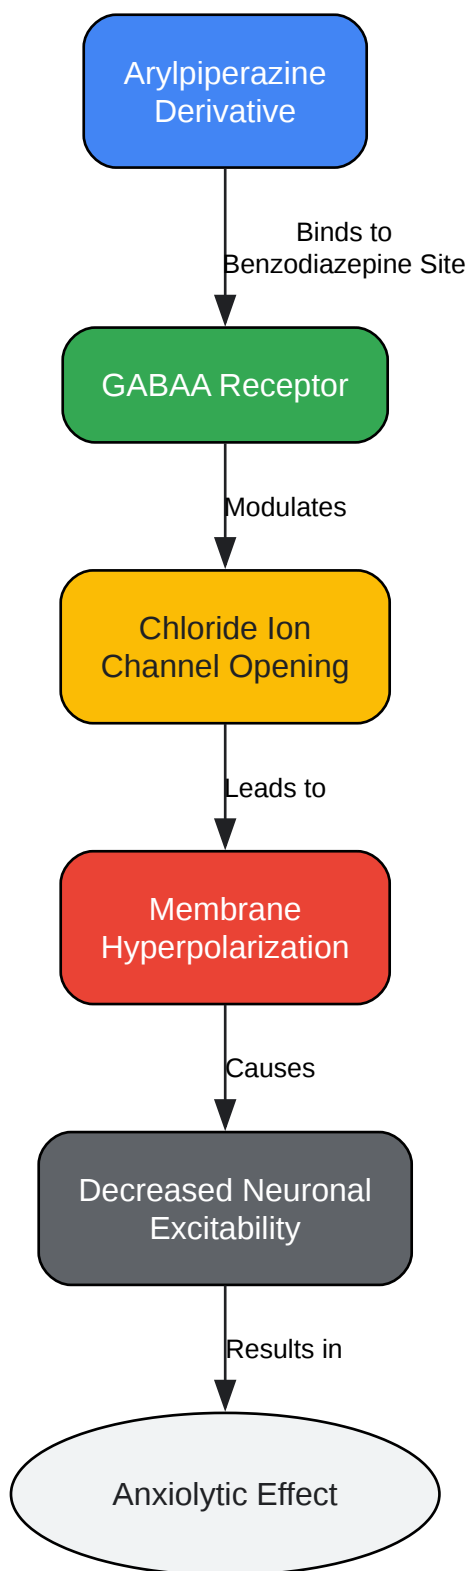 Arylpiperazine
Derivative
Binds to
Benzodiazepine Site
GABAA Receptor
Modulates
Chloride Ion
Channel Opening
Leads to
Membrane
Hyperpolarization
Causes
Decreased Neuronal
Excitability
Results in
Anxiolytic Effect